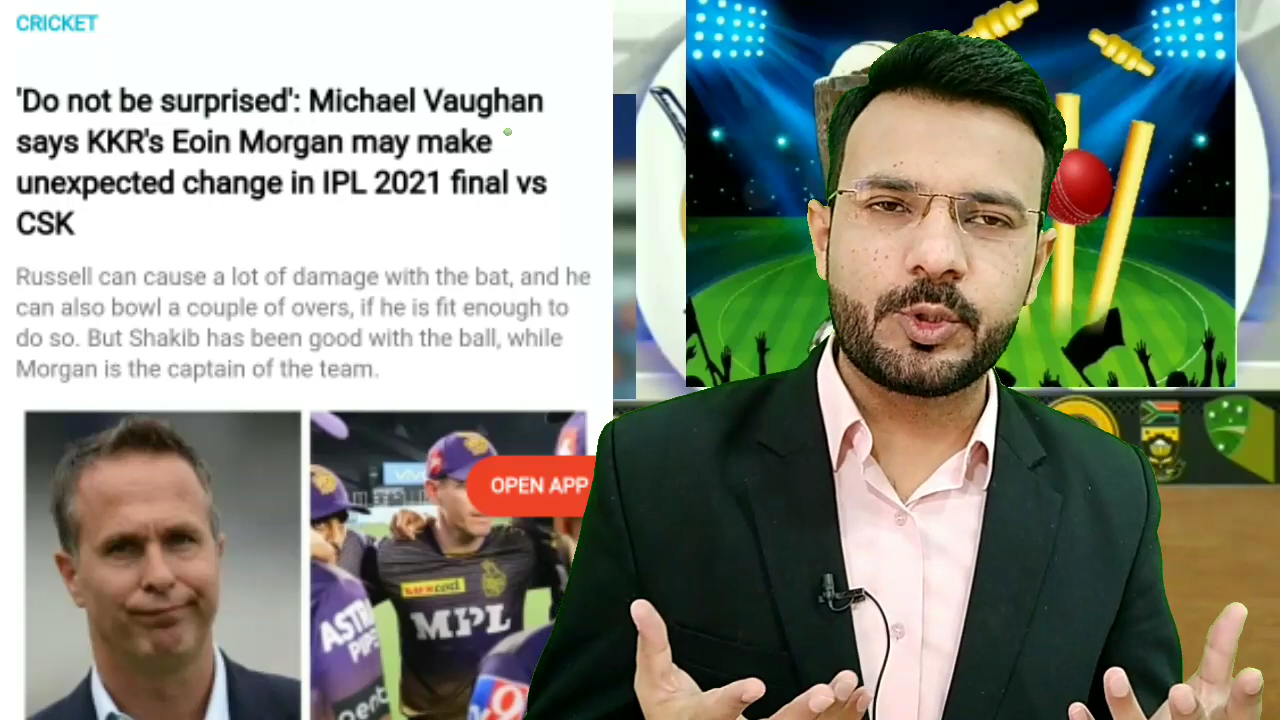 CRICKET
'Do not be surprised': Michael Vaughan
says KKR's Eoin Morgan may make
unexpected change in IPL 2021 final vs
CSK
Russell can cause a lot of damage with the bat, and he
can also bowl a couple of overs, if he is fit enough to
do so. But Shakib has been good with the ball, while
Morgan is the captain of the team.
OPEN APP
MPL